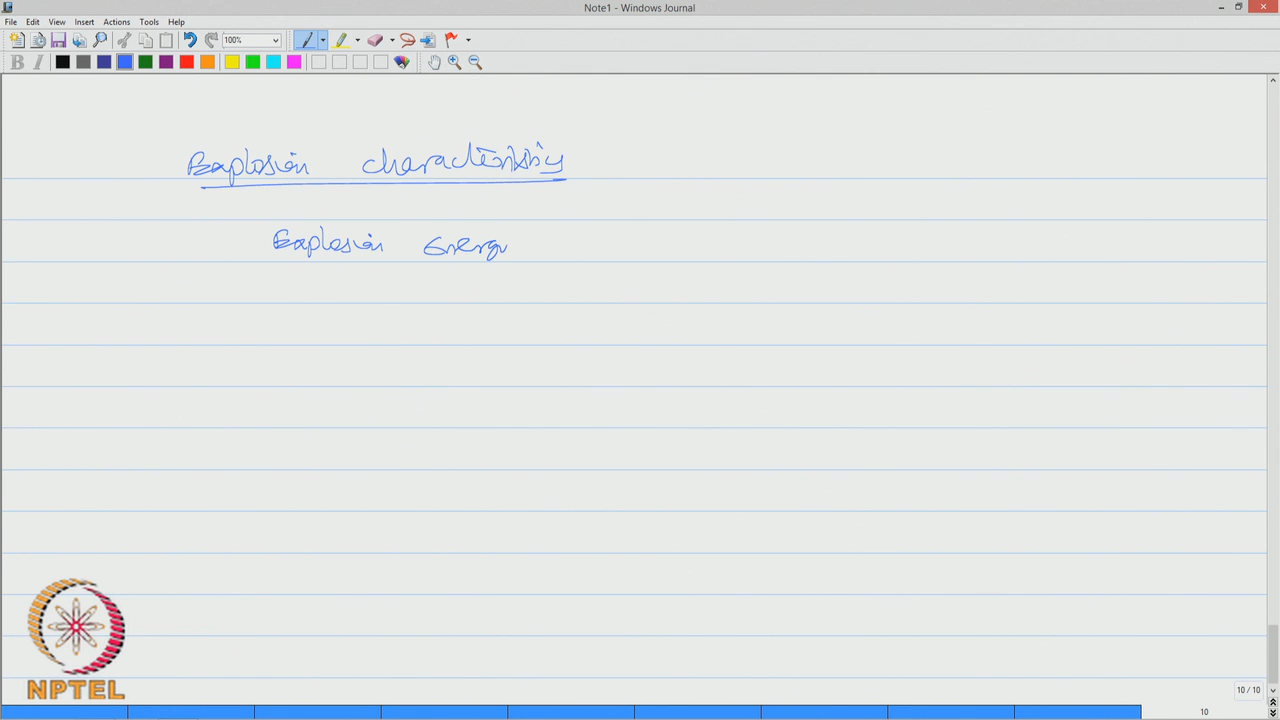 Note1 - Windows Journal
File Edit View Insert Actions Tools Help
100%
B I
Explosion characteristics
Explosion Energy
NPTEL
10 / 10
10